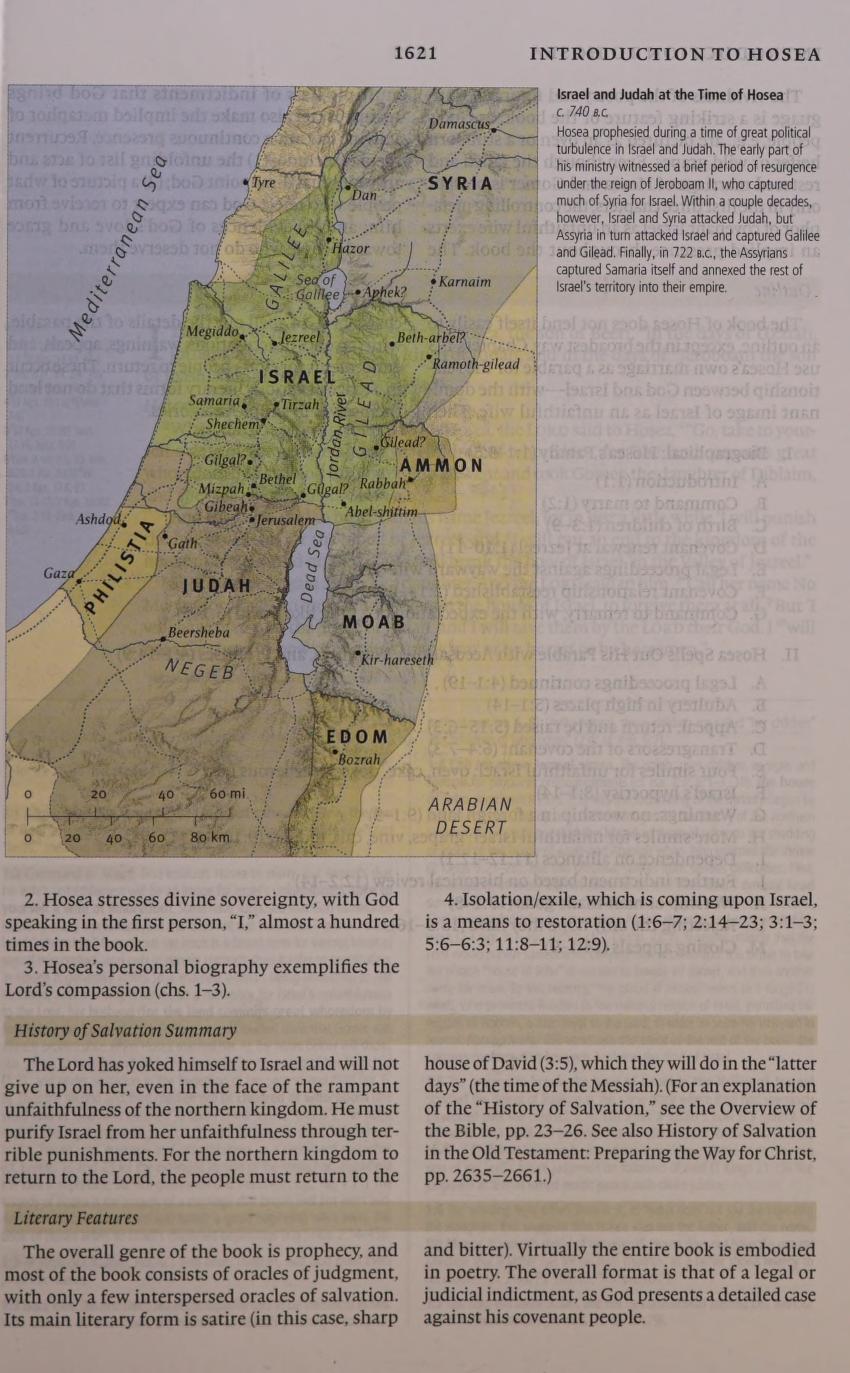 1621
INTRODUCTION TO HOSEA
Israel and Judah at the Time of Hosea
c. 740 B.C.
Hosea prophesied during a time of great political
turbulence in Israel and Judah. The early part of
his ministry witnessed a brief period of resurgence
under the reign of Jeroboam II, who captured
much of Syria for Israel. Within a couple decades,
however, Israel and Syria attacked Judah, but
Assyria in turn attacked Israel and captured Galilee
and Gilead. Finally, in 722 B.C., the Assyrians
captured Samaria itself and annexed the rest of
Israel's territory into their empire.
Mediterranean Sea
Damascus
Tyre
SYRIA
Dan
GALILEE
Hazor
Sea of
Galilee
Aphek?
Karnaim
Megiddo
Jezreel
Beth-arbel?
Ramoth-gilead
ISRAEL
GILEAD
Samaria
Tirzah
Jordan River
Shechem
Gilead?
Gilgal?
AMMON
Bethel
Rabbah
Mizpah
Gilgal?
Gibeah
Abel-shittim
Ashdod
Jerusalem
PHILISTIA
Gath
Gaza
JUDAH
Dead Sea
MOAB
Beersheba
NEGEB
Kir-hareseth
EDOM
Bozrah
0 20 40 60 mi
0 20 40 60 80 km
ARABIAN
DESERT
2. Hosea stresses divine sovereignty, with God
speaking in the first person, “I,” almost a hundred
times in the book.
3. Hosea’s personal biography exemplifies the
Lord’s compassion (chs. 1–3).
4. Isolation/exile, which is coming upon Israel,
is a means to restoration (1:6–7; 2:14–23; 3:1–3;
5:6–6:3; 11:8–11; 12:9).
History of Salvation Summary
The Lord has yoked himself to Israel and will not
give up on her, even in the face of the rampant
unfaithfulness of the northern kingdom. He must
purify Israel from her unfaithfulness through ter-
rible punishments. For the northern kingdom to
return to the Lord, the people must return to the
house of David (3:5), which they will do in the “latter
days” (the time of the Messiah). (For an explanation
of the “History of Salvation,” see the Overview of
the Bible, pp. 23–26. See also History of Salvation
in the Old Testament: Preparing the Way for Christ,
pp. 2635–2661.)
Literary Features
The overall genre of the book is prophecy, and
most of the book consists of oracles of judgment,
with only a few interspersed oracles of salvation.
Its main literary form is satire (in this case, sharp
and bitter). Virtually the entire book is embodied
in poetry. The overall format is that of a legal or
judicial indictment, as God presents a detailed case
against his covenant people.